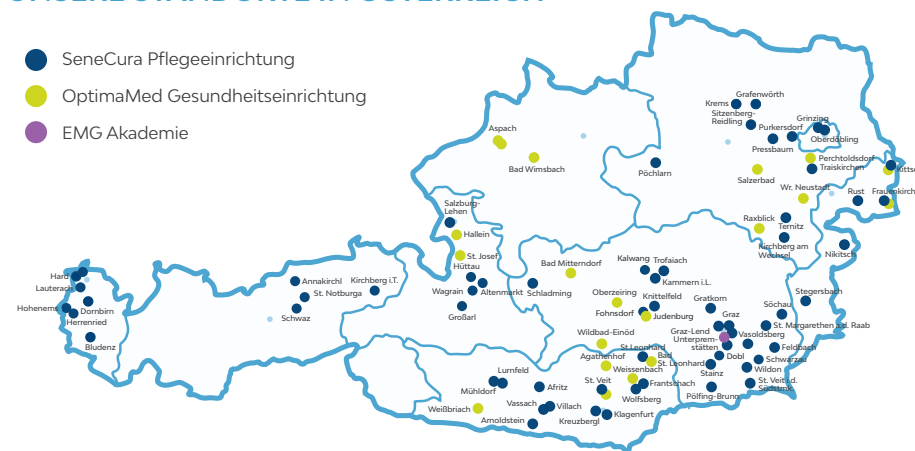 SeneCura Pflegeeinrichtung
OptimaMed Gesundheitseinrichtung
EMG Akademie
Grafenwörth
Krems
Sitzenberg-
Reidling
Grinzing
Purkersdorf
Oberdöbling
Pressbaum
Aspach
Bad Wimsbach
Pöchlarn
Perchtoldsdorf
Traiskirchen
Salzerbad
Wr. Neustadt
Rust
Frauenkirch
Salzburg-
Lehen
Hallein
Raxblick
Ternitz
Kirchberg am
Wechsel
Nikitsch
St. Josef
Hüttau
Bad Mitterndorf
Kalwang
Trofaiach
Kammern i.L.
Hard
Lauterach
Hohenems
Dornbirn
Herrenried
Bludenz
Annakirchl
Kirchberg i.T.
St. Notburga
Schwaz
Wagrain
Altenmarkt
Schladming
Großarl
Oberzeiring
Knittelfeld
Fohnsdorf
Judenburg
Gratkorn
Stegersbach
Söchau
Graz
St. Margarethen a.d. Raab
Graz-Lend
Vasoldsberg
Unterprem-
stätten
Feldbach
Wildbad-Einöd
St.Leonhard
Agathenhof
Bad
St. Leonhard
Dobl
Schwarzau
Weissenbach
Stainz
Wildon
Lurnfeld
Mühldorf
Afritz
St. Veit
Frantschach
St. Veit i.d.
Südstmk.
Wolfsberg
Pölfing-Brunn
Weißbriach
Vassach
Villach
Arnoldstein
Kreuzbergl
Klagenfurt